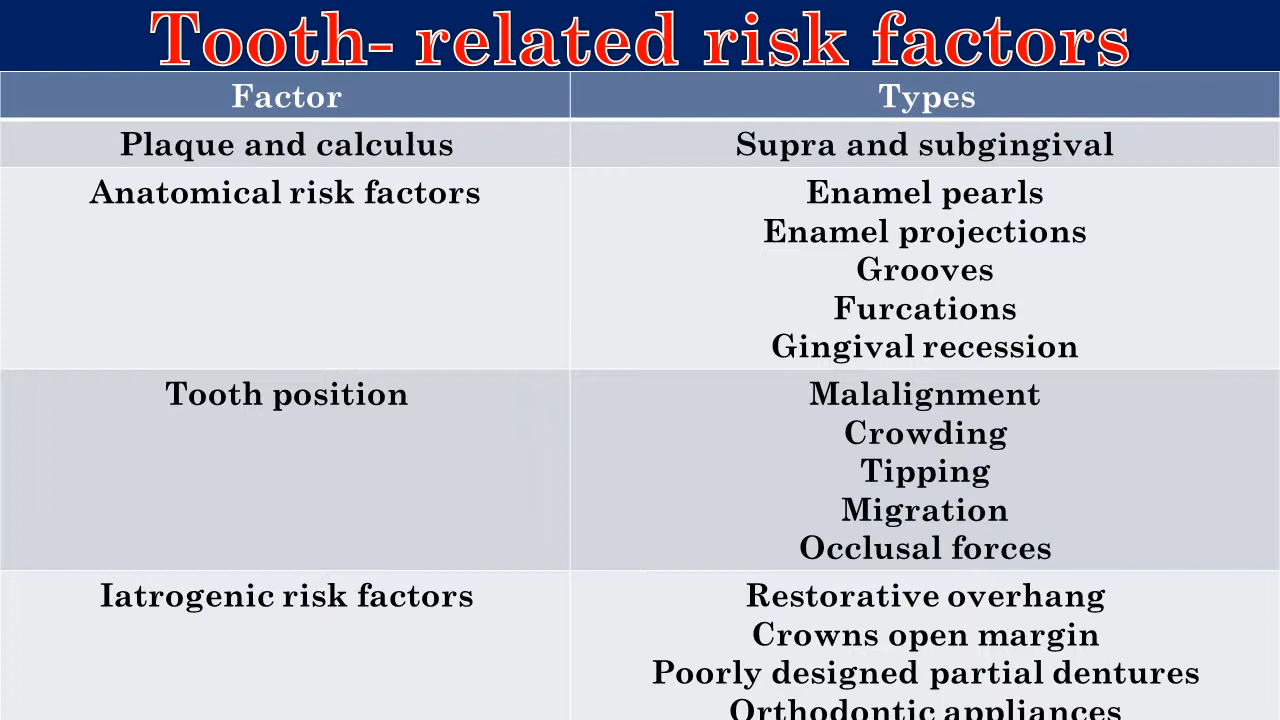 Tooth- related risk factors
Factor
Types
Plaque and calculus
Supra and subgingival
Anatomical risk factors
Enamel pearls
Enamel projections
Grooves
Furcations
Gingival recession
Tooth position
Malalignment
Crowding
Tipping
Migration
Occlusal forces
Iatrogenic risk factors
Restorative overhang
Crowns open margin
Poorly designed partial dentures
Orthodontic appliances